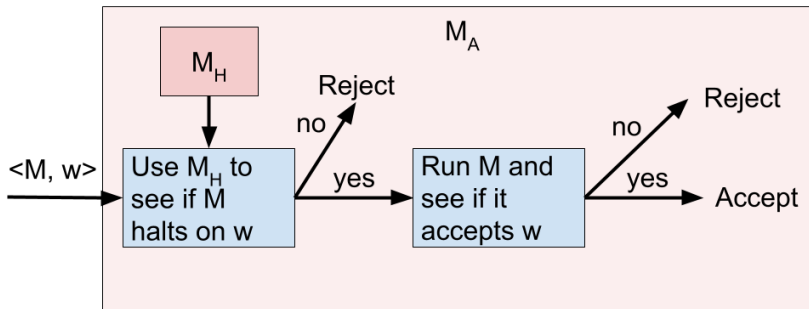 M_A
M_H
Reject
Reject
no
no
<M, w>
Use M_H to
see if M
halts on w
yes
Run M and
see if it
accepts w
yes
Accept